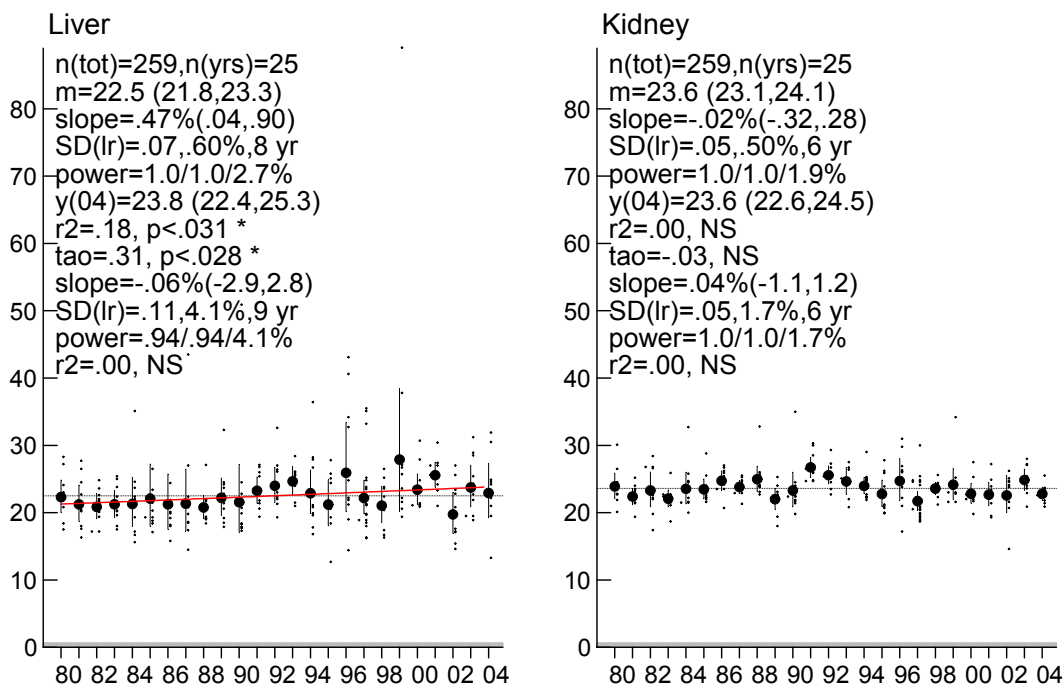 Liver
n(tot)=259,n(yrs)=25
m=22.5 (21.8,23.3)
slope=.47%(.04,.90)
SD(lr)=.07,.60%,8 yr
power=1.0/1.0/2.7%
y(04)=23.8 (22.4,25.3)
r2=.18, p<.031 *
tao=.31, p<.028 *
slope=-.06%(-2.9,2.8)
SD(lr)=.11,4.1%,9 yr
power=.94/.94/4.1%
r2=.00, NS
80
70
60
50
40
30
20
10
0
80 82 84 86 88 90 92 94 96 98 00 02 04
Kidney
n(tot)=259,n(yrs)=25
m=23.6 (23.1,24.1)
slope=-.02%(-.32,.28)
SD(lr)=.05,.50%,6 yr
power=1.0/1.0/1.9%
y(04)=23.6 (22.6,24.5)
r2=.00, NS
tao=-.03, NS
slope=.04%(-1.1,1.2)
SD(lr)=.05,1.7%,6 yr
power=1.0/1.0/1.7%
r2=.00, NS
80
70
60
50
40
30
20
10
0
80 82 84 86 88 90 92 94 96 98 00 02 04